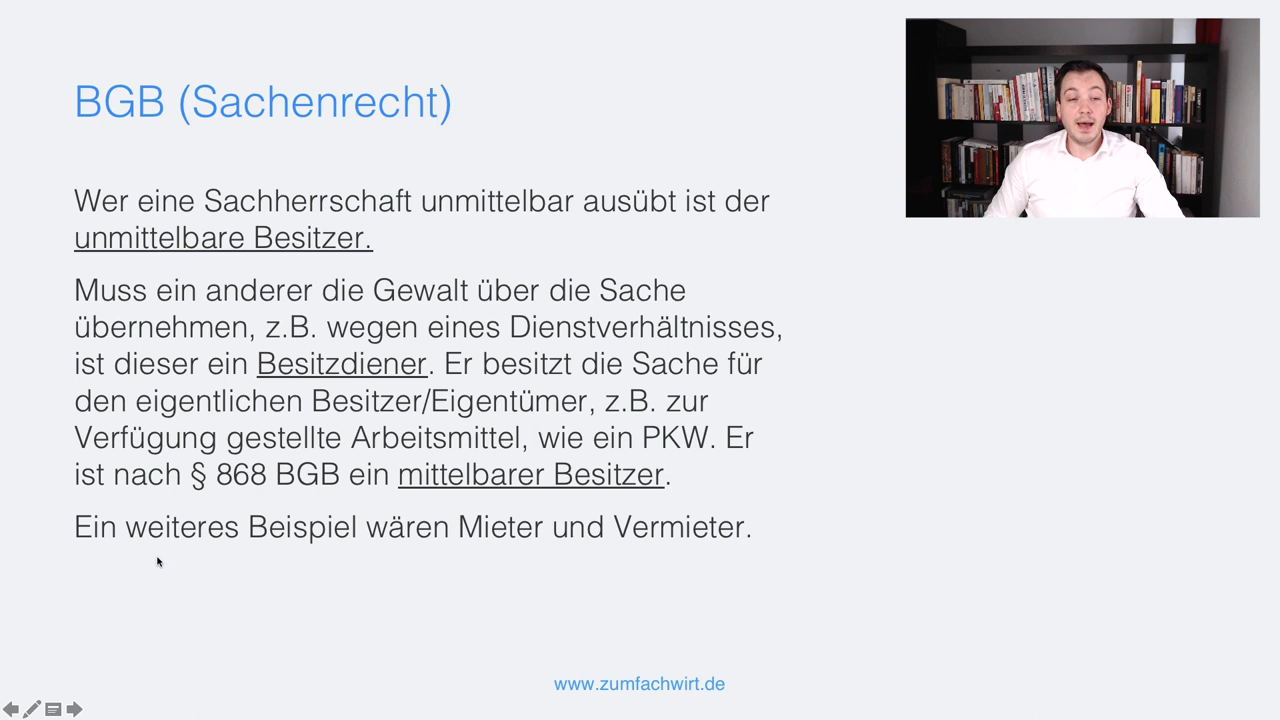 BGB (Sachenrecht)
Wer eine Sachherrschaft unmittelbar ausübt ist der
unmittelbare Besitzer.
Muss ein anderer die Gewalt über die Sache
übernehmen, z.B. wegen eines Dienstverhältnisses,
ist dieser ein Besitzdiener. Er besitzt die Sache für
den eigentlichen Besitzer/Eigentümer, z.B. zur
Verfügung gestellte Arbeitsmittel, wie ein PKW. Er
ist nach § 868 BGB ein mittelbarer Besitzer.
Ein weiteres Beispiel wären Mieter und Vermieter.
www.zumfachwirt.de